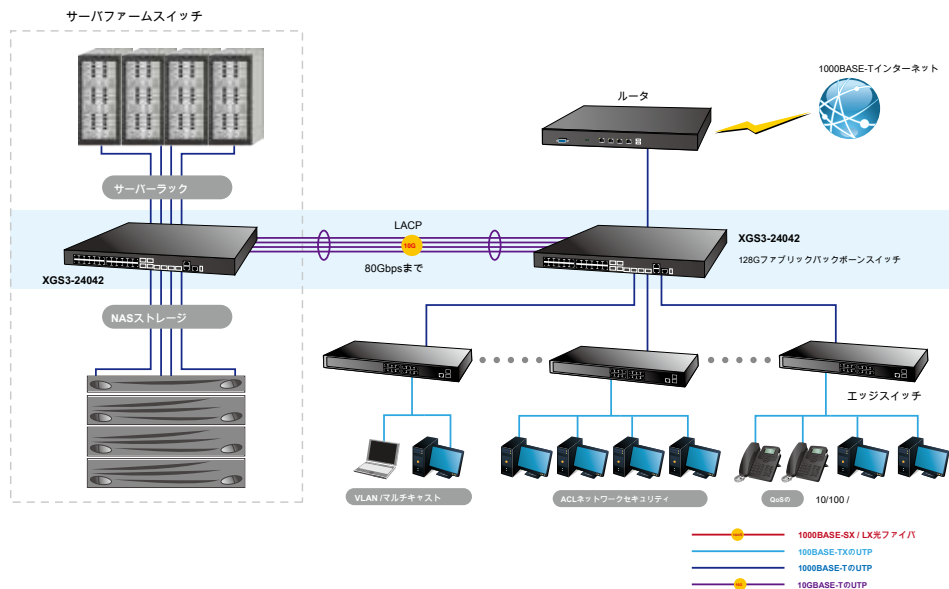 サーバファームスイッチ
1000BASE-Tインターネット
ルータ
サーバーラック
LACP
10G
80Gbpsまで
XGS3-24042
XGS3-24042
128Gファブリックバックボーンスイッチ
NASストレージ
エッジスイッチ
VLAN /マルチキャスト
ACLネットワークセキュリティ
QoSの
10/100 /
1000BASE-SX / LX光ファイバ
100BASE-TXのUTP
1000BASE-TのUTP
10GBASE-TのUTP